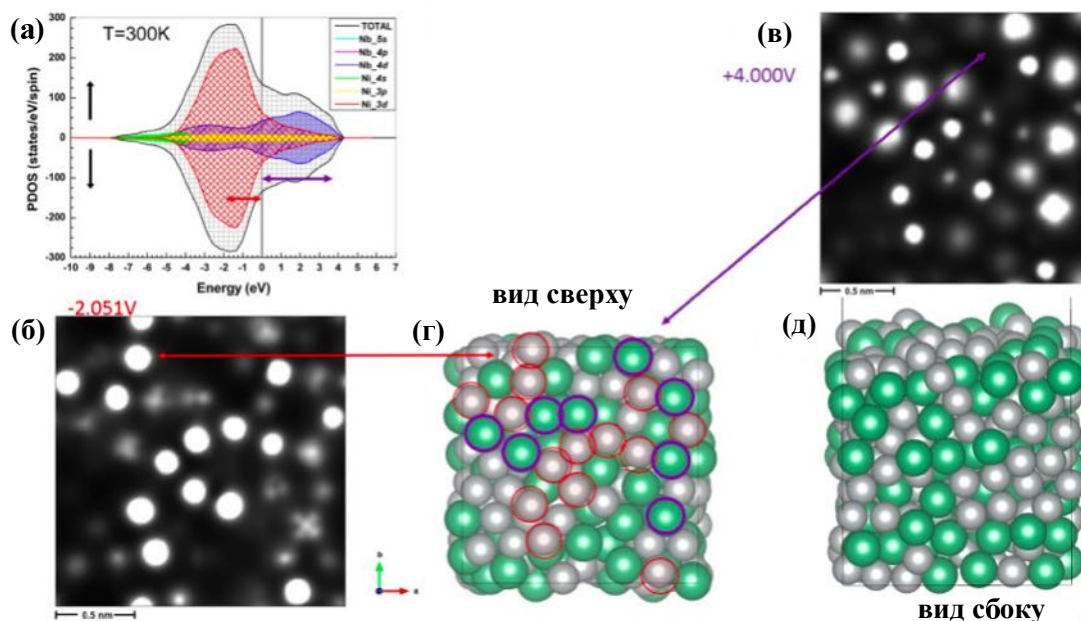 (а)
T=300K
TOTAL
Nb_5s
Nb_4p
Nb_4d
Ni_4s
Ni_3p
Ni_3d
PDOS (states/eV/spin)
300
200
100
0
-100
-200
-300
-10 -9 -8 -7 -6 -5 -4 -3 -2 -1 0 1 2 3 4 5 6 7
Energy (eV)
(в)
+4.000V
0.5 nm
(б)
-2.051V
0.5 nm
вид сверху
(г)
b
a
(д)
вид сбоку